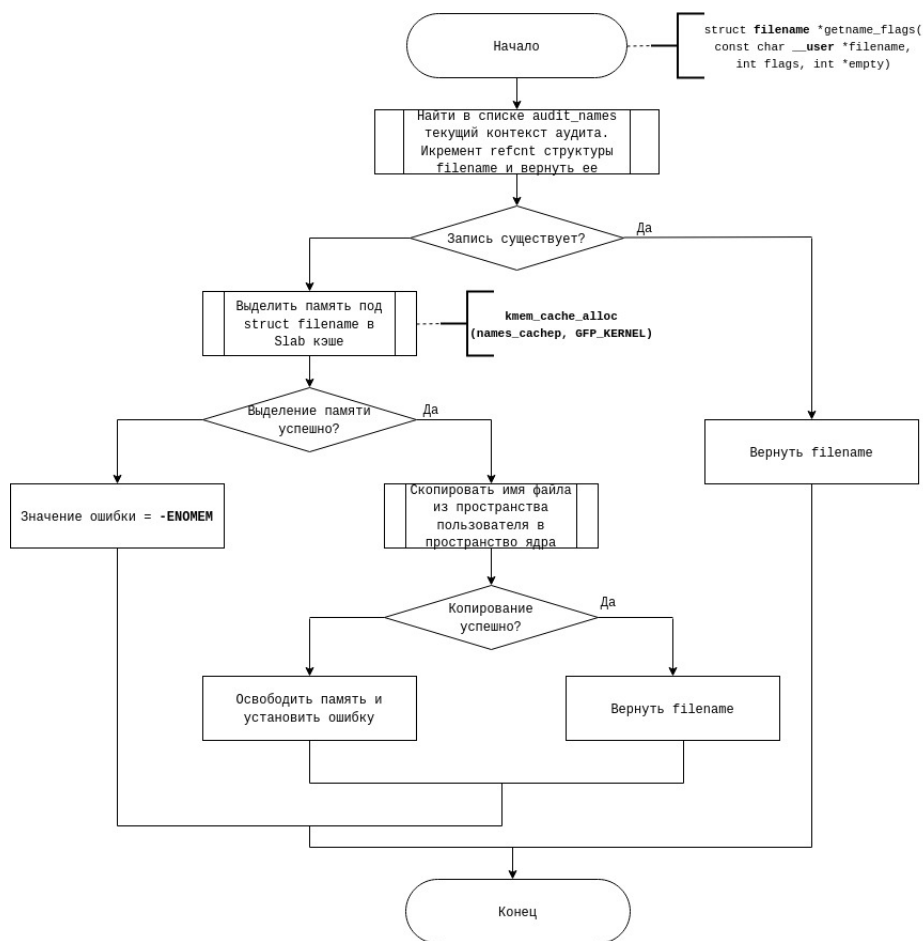 Начало
struct filename *getname_flags(
const char __user *filename,
int flags, int *empty)
Найти в списке audit_names
текущий контекст аудита.
Икремент refcnt структуры
filename и вернуть ее
Запись существует?
Да
Выделить память под
struct filename в
Slab кэше
kmem_cache_alloc
(names_cachep, GFP_KERNEL)
Выделение памяти
успешно?
Да
Вернуть filename
Значение ошибки = -ENOMEM
Скопировать имя файла
из пространства
пользователя в
пространство ядра
Копирование
успешно?
Да
Освободить память и
установить ошибку
Вернуть filename
Конец